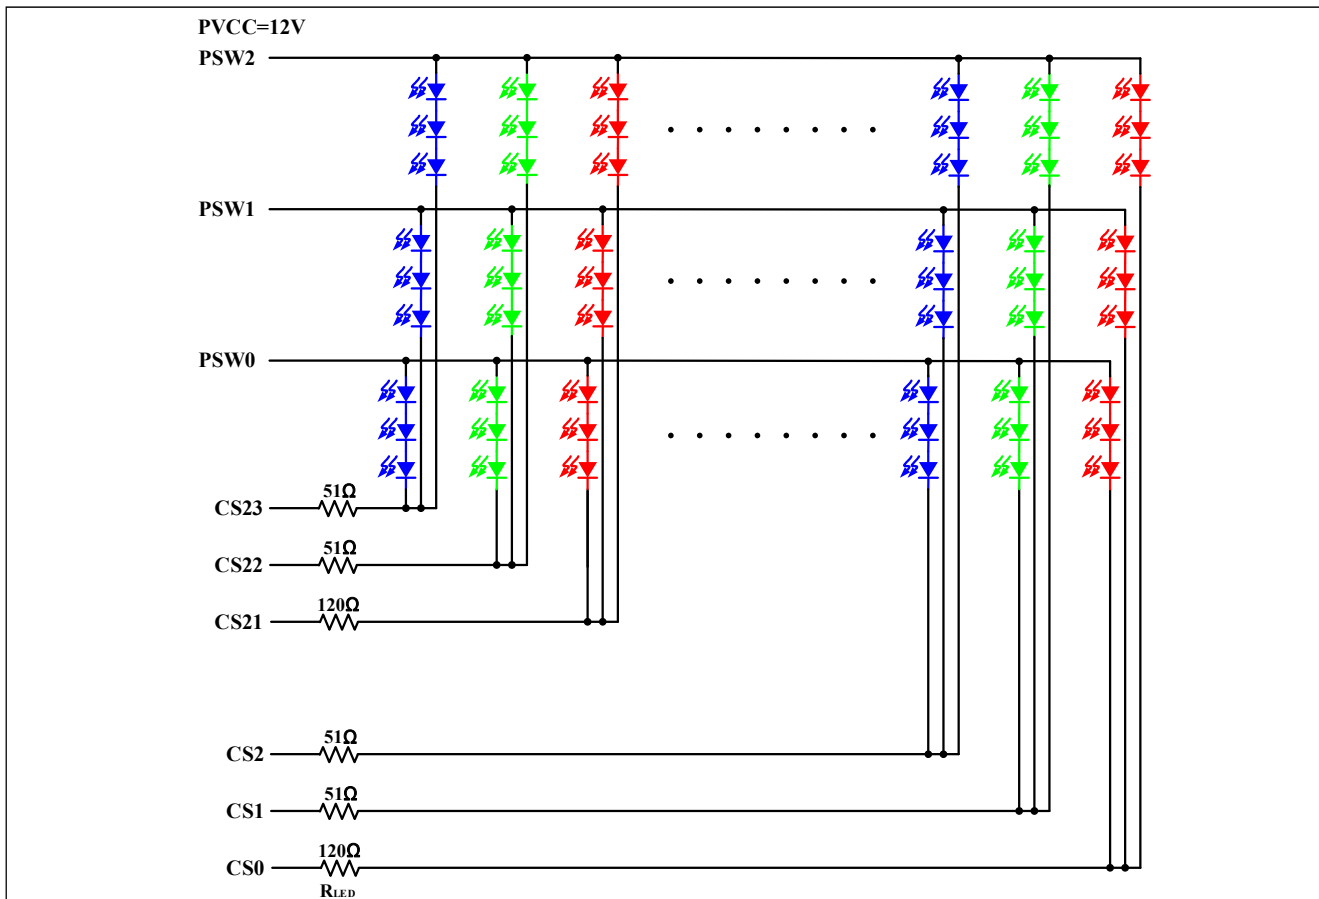 PVCC=12V
PSW2
PSW1
PSW0
51Ω
CS23
51Ω
CS22
120Ω
CS21
51Ω
CS2
51Ω
CS1
120Ω
CS0
RLED